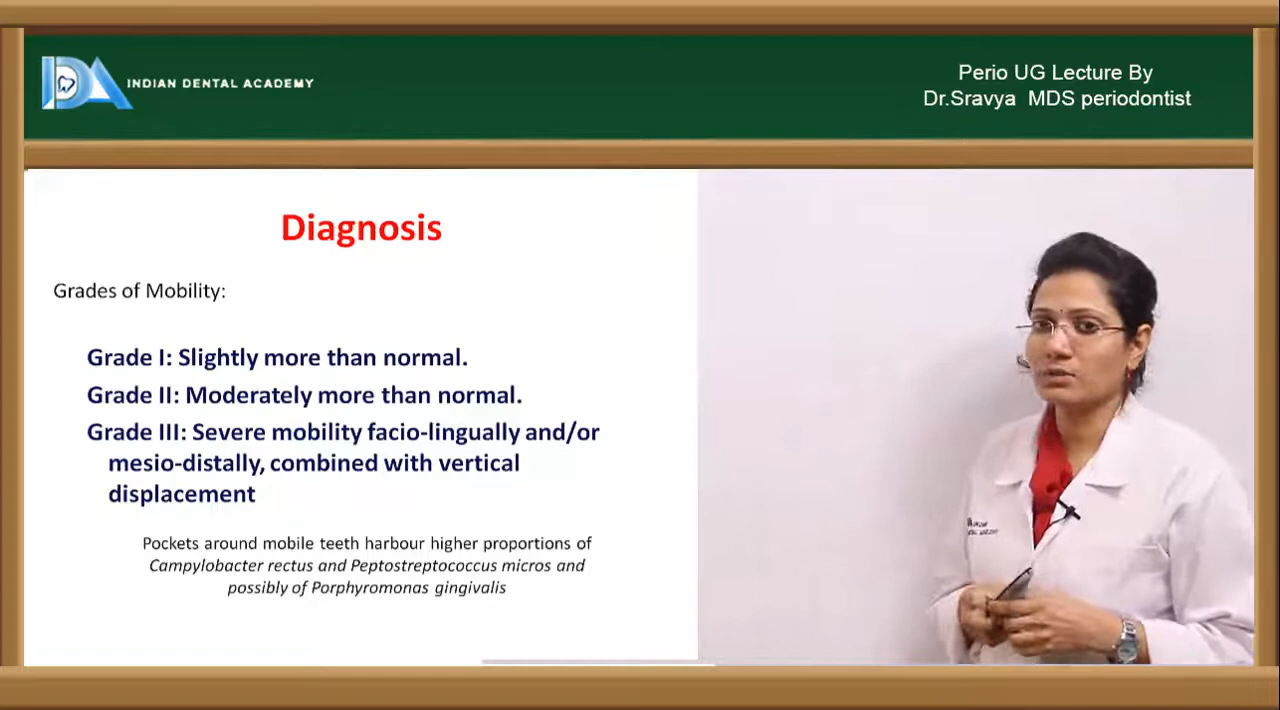 INDIAN DENTAL ACADEMY
Perio UG Lecture By
Dr.Sravya MDS periodontist
Diagnosis
Grades of Mobility:
Grade I: Slightly more than normal.
Grade II: Moderately more than normal.
Grade III: Severe mobility facio-lingually and/or
mesio-distally, combined with vertical
displacement
Pockets around mobile teeth harbour higher proportions of
Campylobacter rectus and Peptostreptococcus micros and
possibly of Porphyromonas gingivalis